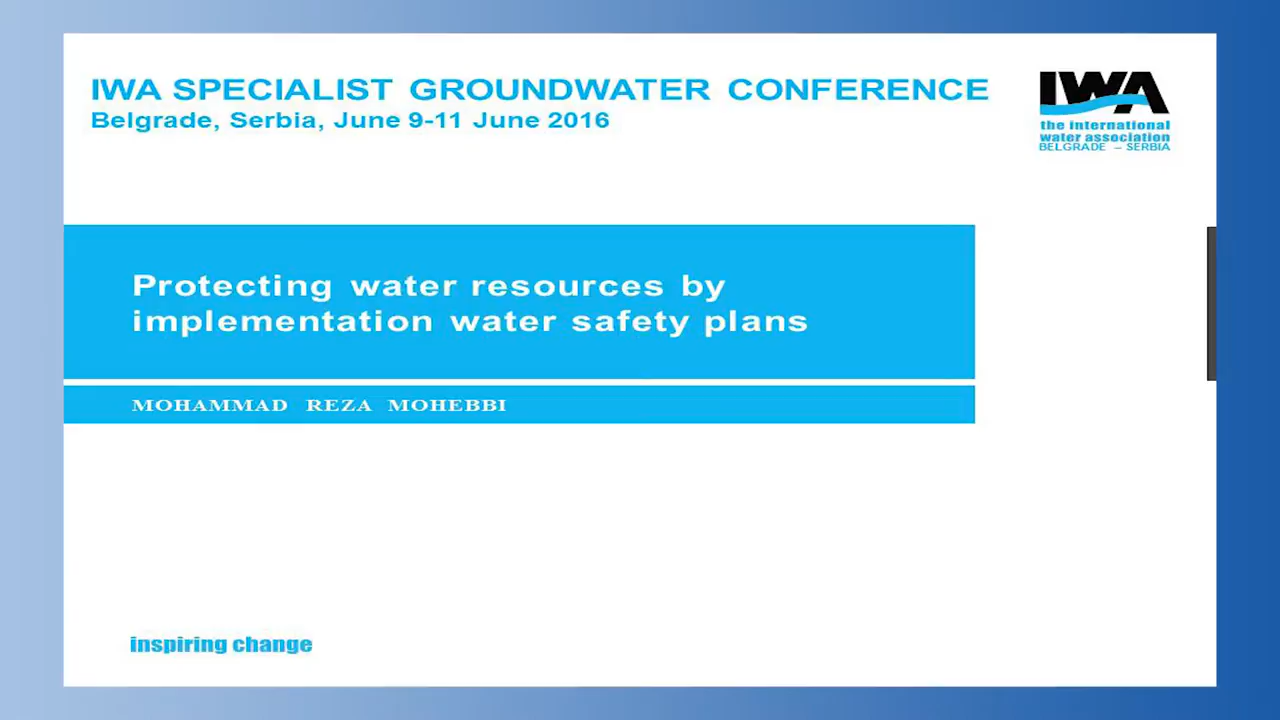 IWA SPECIALIST GROUNDWATER CONFERENCE
Belgrade, Serbia, June 9-11 June 2016
IWA
the international
water association
BELGRADE – SERBIA
Protecting water resources by
implementation water safety plans
MOHAMMAD REZA MOHEBBI
inspiring change